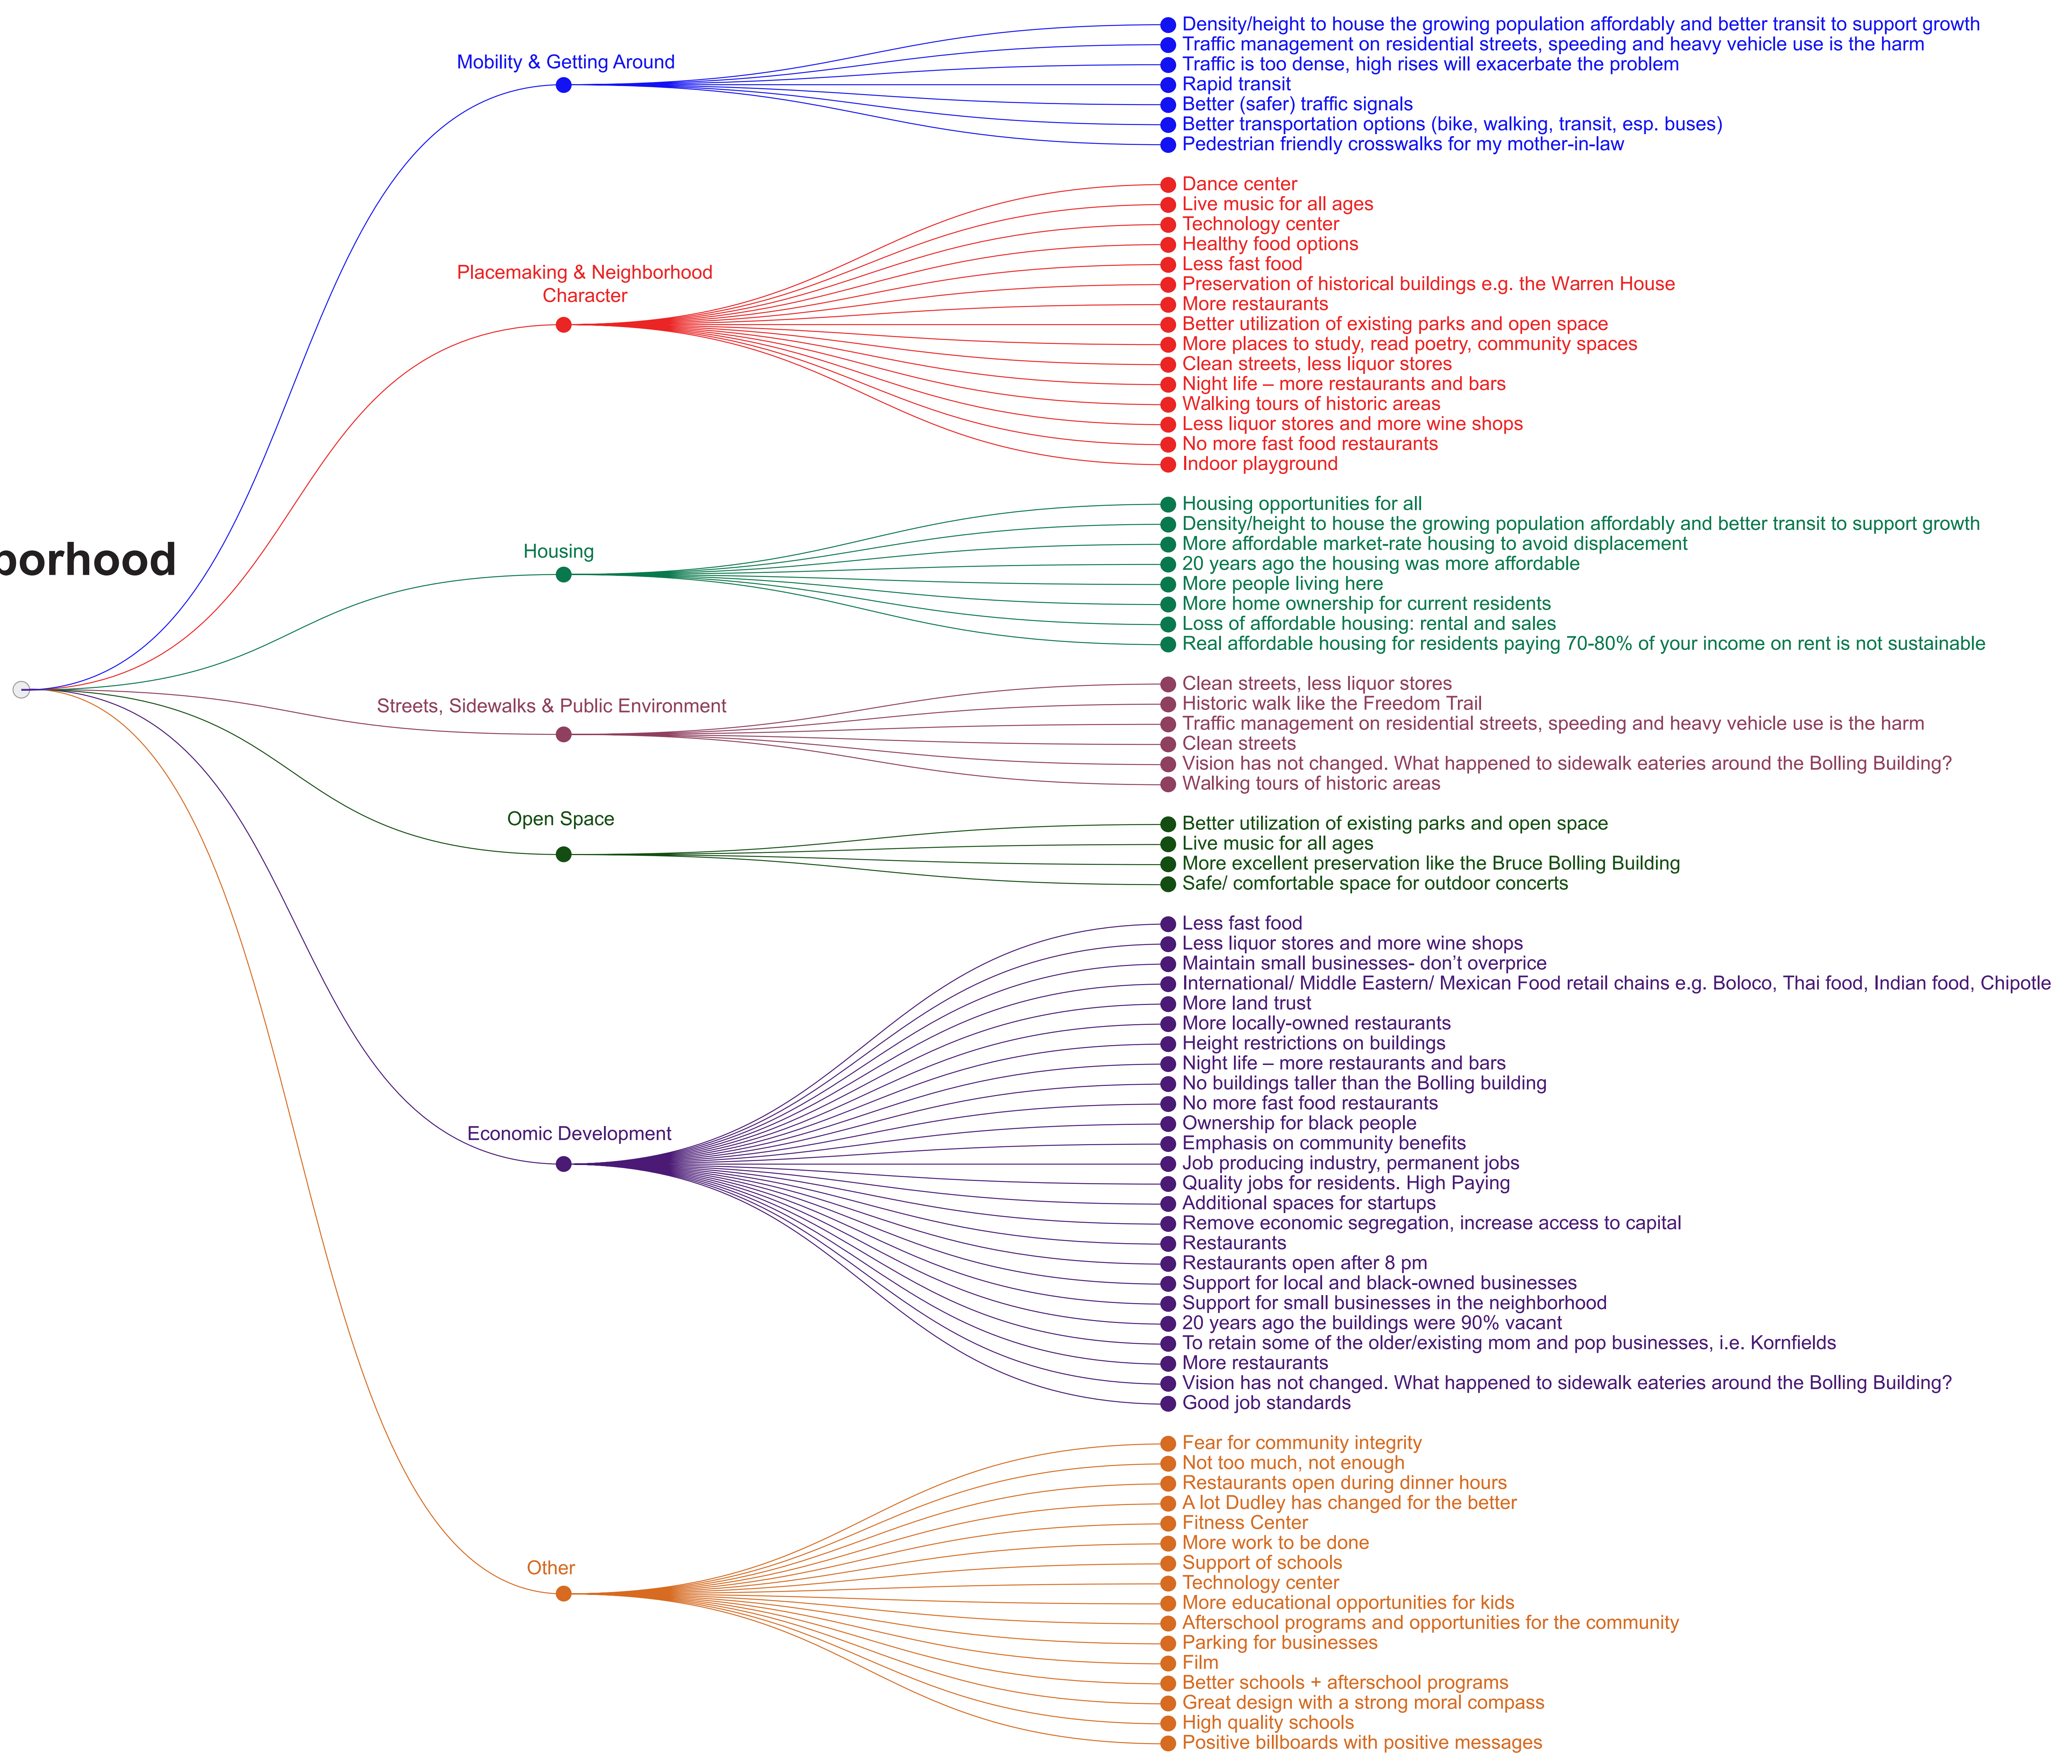 Mobility & Getting Around
Density/height to house the growing population affordably and better transit to support growth
Traffic management on residential streets, speeding and heavy vehicle use is the harm
Traffic is too dense, high rises will exacerbate the problem
Rapid transit
Better (safer) traffic signals
Better transportation options (bike, walking, transit, esp. buses)
Pedestrian friendly crosswalks for my mother-in-law
Placemaking & Neighborhood
Character
Dance center
Live music for all ages
Technology center
Healthy food options
Less fast food
Preservation of historical buildings e.g. the Warren House
More restaurants
Better utilization of existing parks and open space
More places to study, read poetry, community spaces
Clean streets, less liquor stores
Night life – more restaurants and bars
Walking tours of historic areas
Less liquor stores and more wine shops
No more fast food restaurants
Indoor playground
borhood
Housing
Housing opportunities for all
Density/height to house the growing population affordably and better transit to support growth
More affordable market-rate housing to avoid displacement
20 years ago the housing was more affordable
More people living here
More home ownership for current residents
Loss of affordable housing: rental and sales
Real affordable housing for residents paying 70-80% of your income on rent is not sustainable
Streets, Sidewalks & Public Environment
Clean streets, less liquor stores
Historic walk like the Freedom Trail
Traffic management on residential streets, speeding and heavy vehicle use is the harm
Clean streets
Vision has not changed. What happened to sidewalk eateries around the Bolling Building?
Walking tours of historic areas
Open Space
Better utilization of existing parks and open space
Live music for all ages
More excellent preservation like the Bruce Bolling Building
Safe/ comfortable space for outdoor concerts
Economic Development
Less fast food
Less liquor stores and more wine shops
Maintain small businesses- don’t overprice
International/ Middle Eastern/ Mexican Food retail chains e.g. Boloco, Thai food, Indian food, Chipotle
More land trust
More locally-owned restaurants
Height restrictions on buildings
Night life – more restaurants and bars
No buildings taller than the Bolling building
No more fast food restaurants
Ownership for black people
Emphasis on community benefits
Job producing industry, permanent jobs
Quality jobs for residents. High Paying
Additional spaces for startups
Remove economic segregation, increase access to capital
Restaurants
Restaurants open after 8 pm
Support for local and black-owned businesses
Support for small businesses in the neighborhood
20 years ago the buildings were 90% vacant
To retain some of the older/existing mom and pop businesses, i.e. Kornfields
More restaurants
Vision has not changed. What happened to sidewalk eateries around the Bolling Building?
Good job standards
Other
Fear for community integrity
Not too much, not enough
Restaurants open during dinner hours
A lot Dudley has changed for the better
Fitness Center
More work to be done
Support of schools
Technology center
More educational opportunities for kids
Afterschool programs and opportunities for the community
Parking for businesses
Film
Better schools + afterschool programs
Great design with a strong moral compass
High quality schools
Positive billboards with positive messages